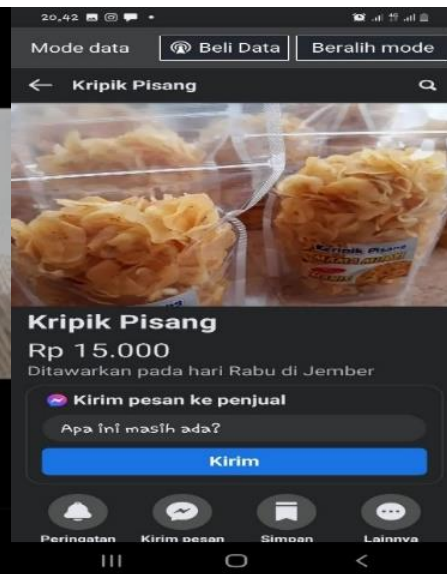 20,42
Mode data
Beli Data
Beralih mode
Kripik Pisang
Keripik Pisang
Kripik Pisang
Rp 15.000
Ditawarkan pada hari Rabu di Jember
Kirim pesan ke penjual
Apa ini masih ada?
Kirim
Peringatan Kirim pesan Simpan Lainnya